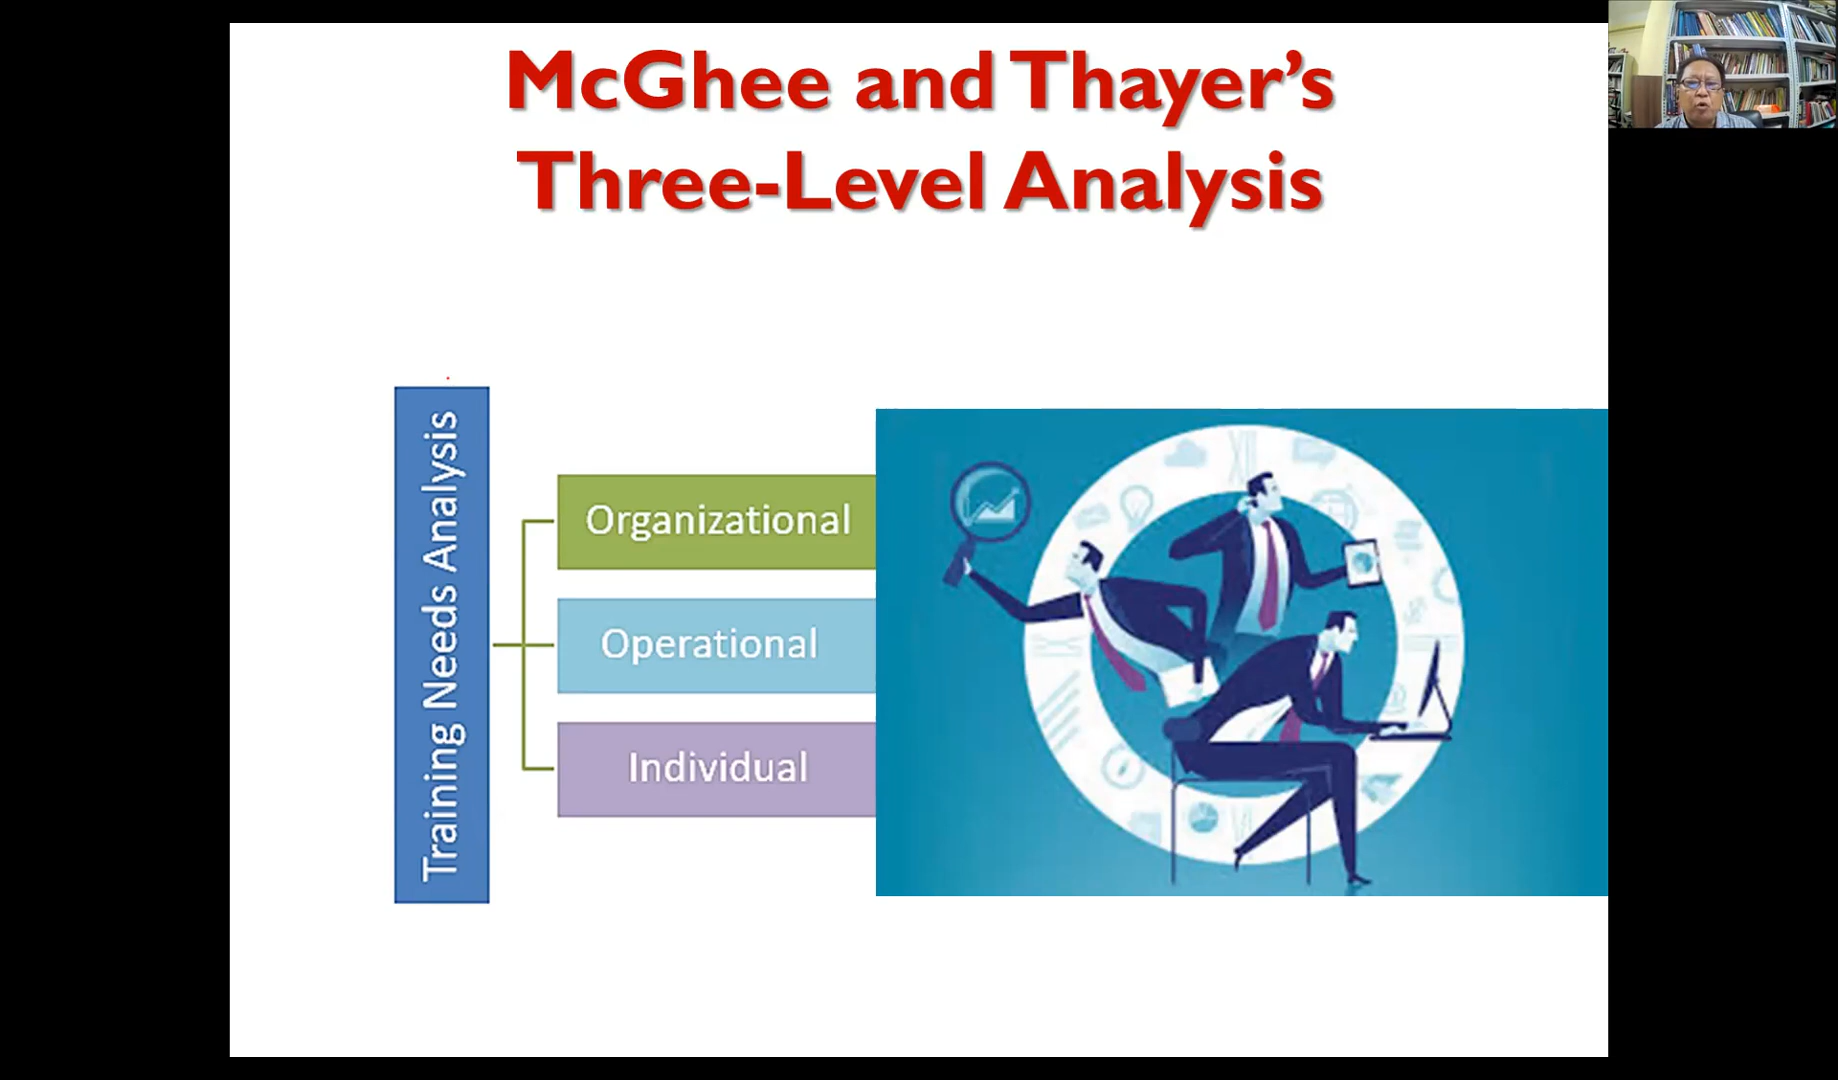 McGhee and Thayer’s
Three-Level Analysis
Training Needs Analysis
Organizational
Operational
Individual